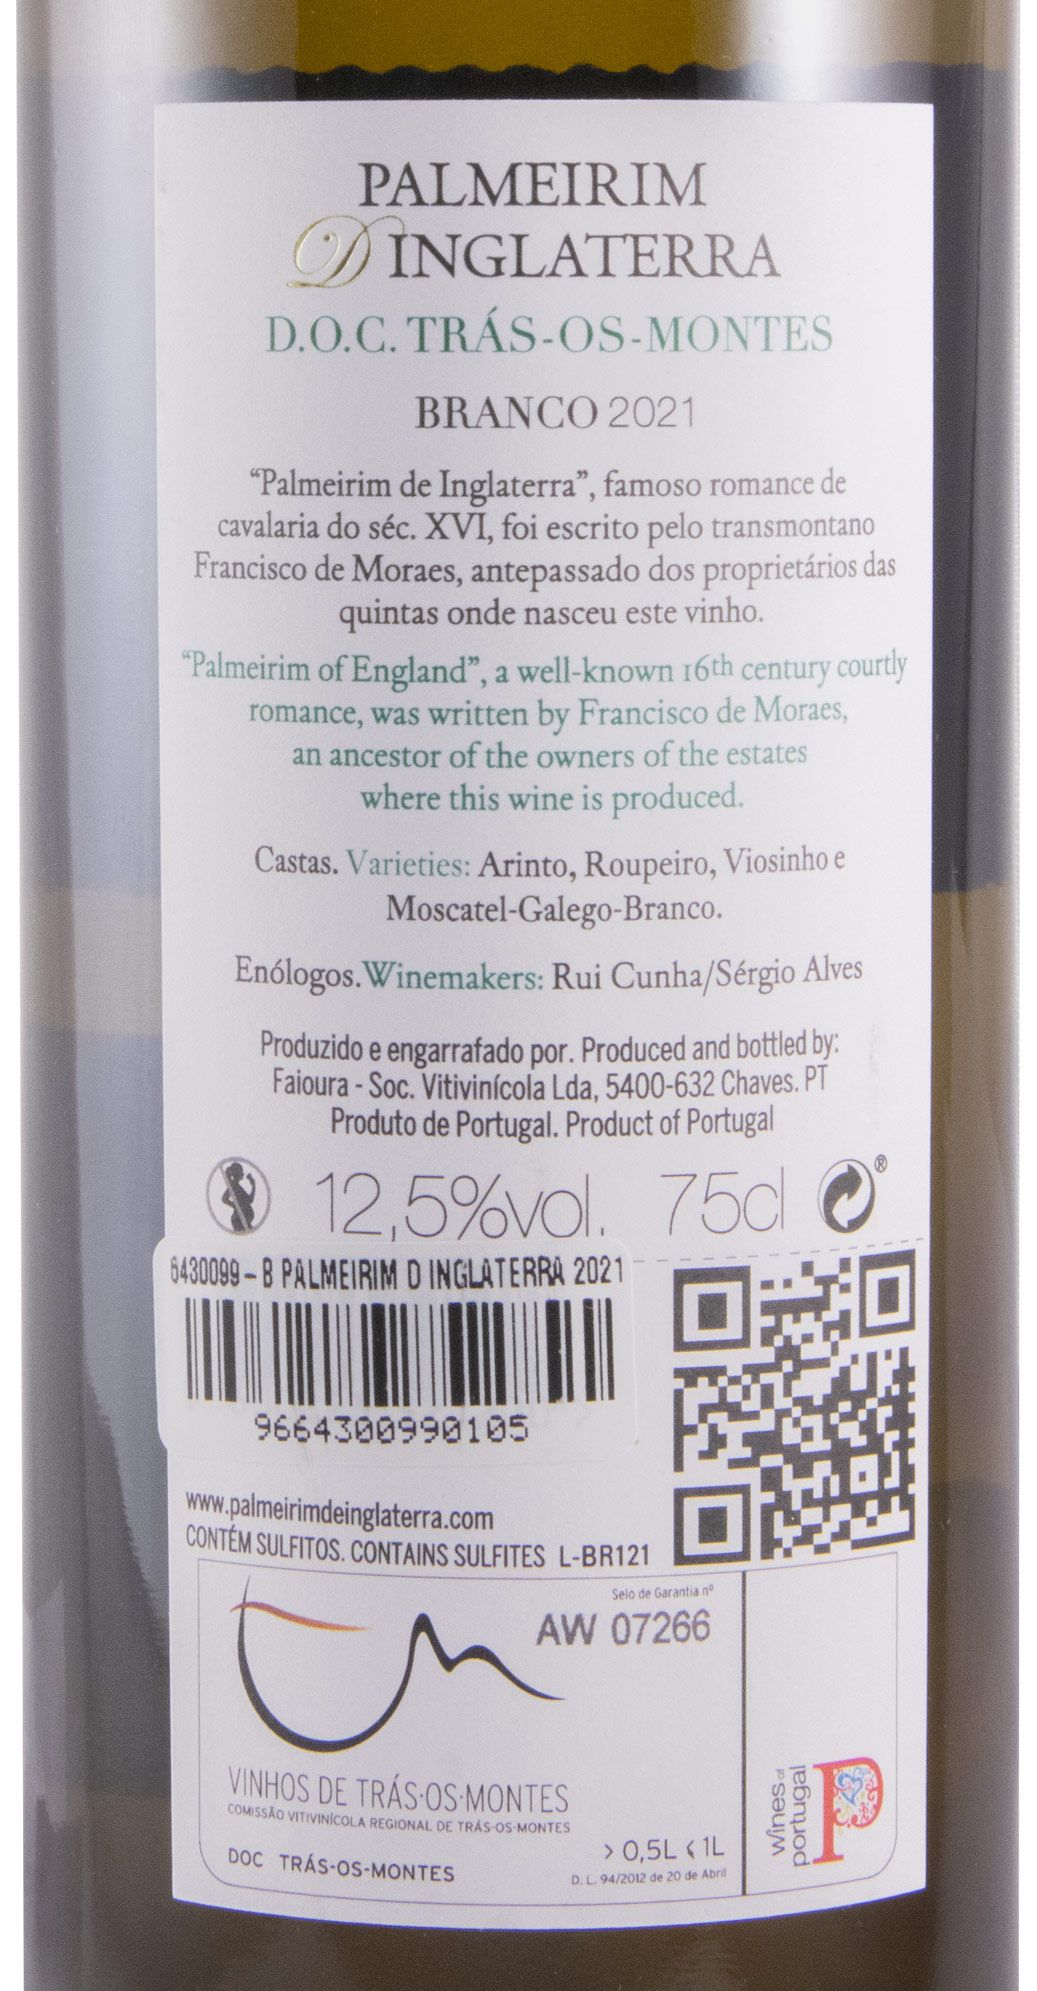 PALMEIRIM
D INGLATERRA
D.O.C. TRÁS-OS-MONTES
BRANCO 2021
“Palmeirim de Inglaterra”, famoso romance de
cavalaria do séc. XVI, foi escrito pelo transmontano
Francisco de Moraes, antepassado dos proprietários das
quintas onde nasceu este vinho.
“Palmeirim of England”, a well-known 16th century courtly
romance, was written by Francisco de Moraes,
an ancestor of the owners of the estates
where this wine is produced.
Castas. Varieties: Arinto, Roupeiro, Viosinho e
Moscatel-Galego-Branco.
Enólogos. Winemakers: Rui Cunha/Sérgio Alves
Produzido e engarrafado por. Produced and bottled by:
Faioura - Soc. Vitivinícola Lda, 5400-632 Chaves. PT
Produto de Portugal. Product of Portugal
12,5%vol. 75cl ®
6430099-B PALMEIRIM D INGLATERRA 2021
9664300990105
www.palmeirimdeinglaterra.com
CONTÉM SULFITOS. CONTAINS SULFITES L-BR121
Selo de Garantia nº
AW 07266
VINHOS DE TRÁS·OS·MONTES
COMISSÃO VITIVINÍCOLA REGIONAL DE TRÁS-OS-MONTES
DOC TRÁS-OS-MONTES
> 0,5L < 1L
D. L. 94/2012 de 20 de Abril
wines of
portugal
P